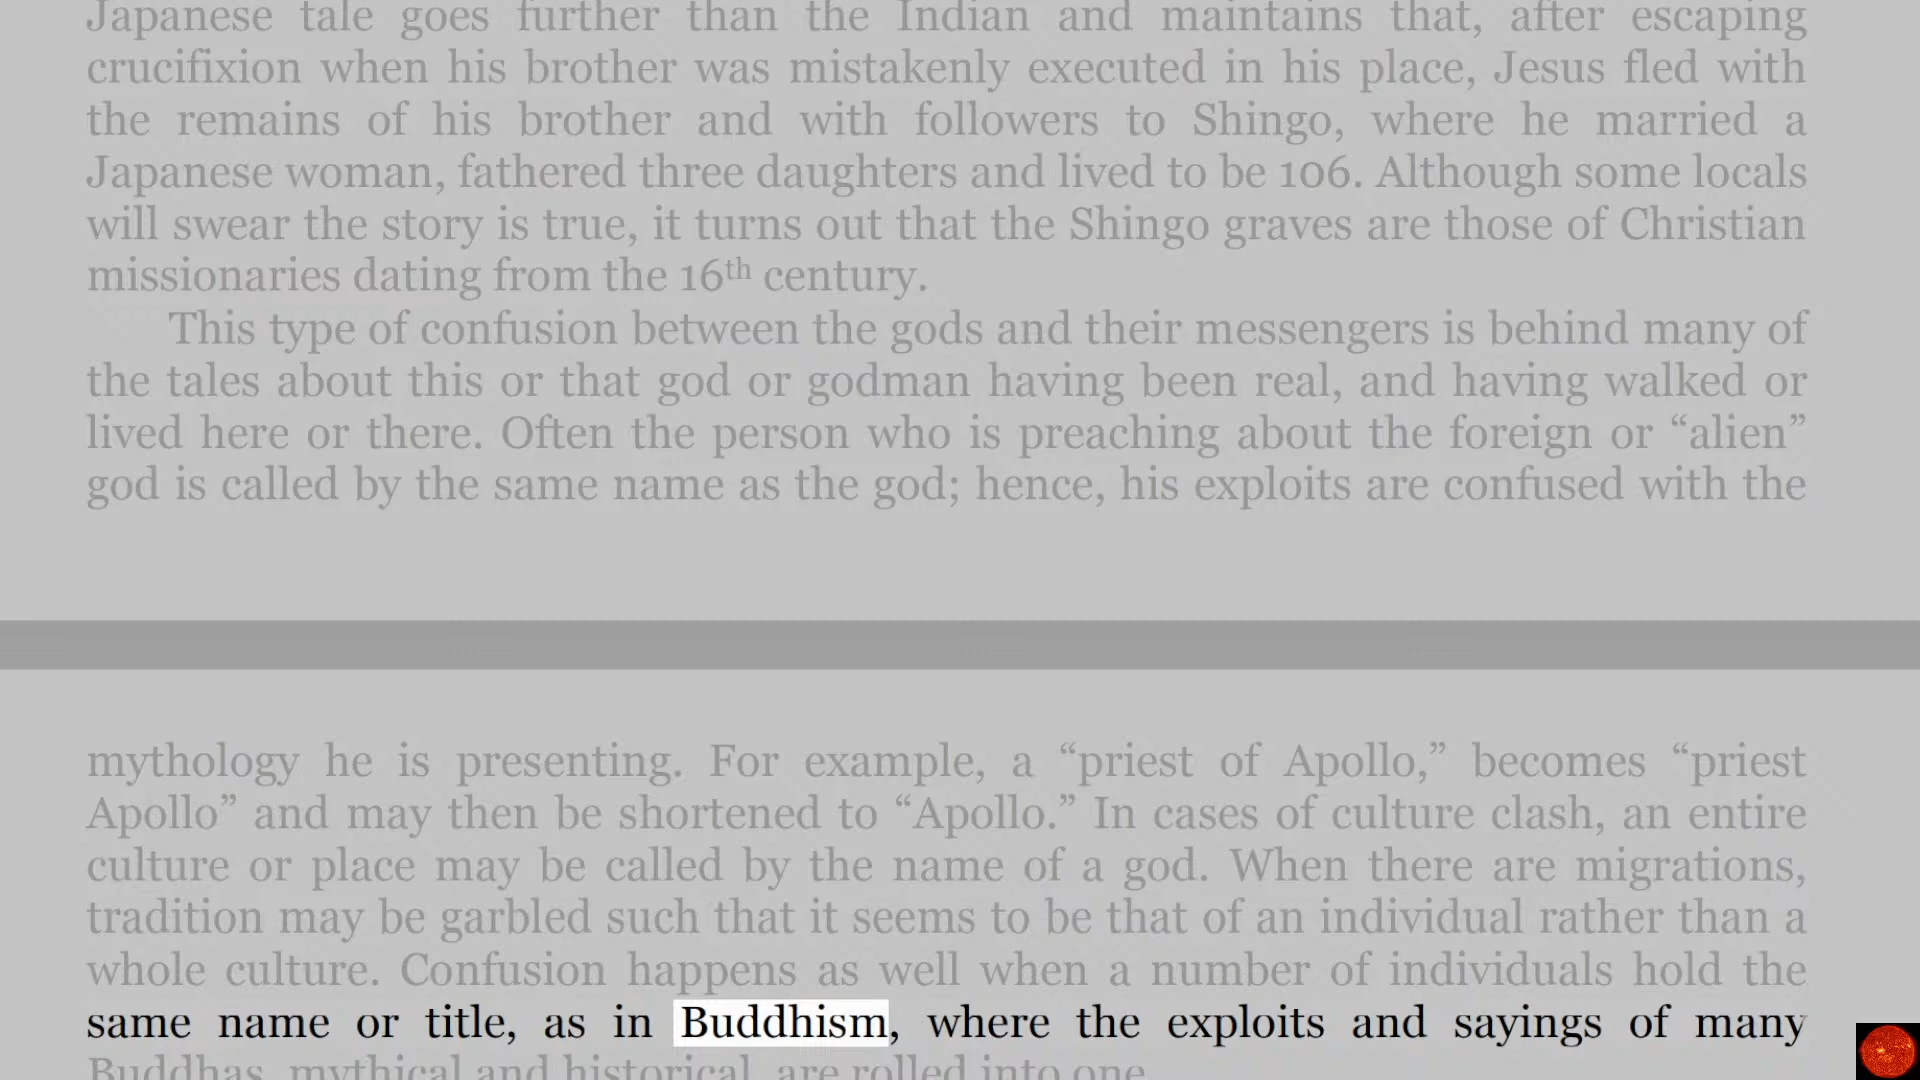 Japanese tale goes further than the Indian and maintains that, after escaping
crucifixion when his brother was mistakenly executed in his place, Jesus fled with
the remains of his brother and with followers to Shingo, where he married a
Japanese woman, fathered three daughters and lived to be 106. Although some locals
will swear the story is true, it turns out that the Shingo graves are those of Christian
missionaries dating from the 16th century.
This type of confusion between the gods and their messengers is behind many of
the tales about this or that god or godman having been real, and having walked or
lived here or there. Often the person who is preaching about the foreign or “alien”
god is called by the same name as the god; hence, his exploits are confused with the
mythology he is presenting. For example, a “priest of Apollo,” becomes “priest
Apollo” and may then be shortened to “Apollo.” In cases of culture clash, an entire
culture or place may be called by the name of a god. When there are migrations,
tradition may be garbled such that it seems to be that of an individual rather than a
whole culture. Confusion happens as well when a number of individuals hold the
same name or title, as in Buddhism, where the exploits and sayings of many
Buddhas, mythical and historical, are rolled into one